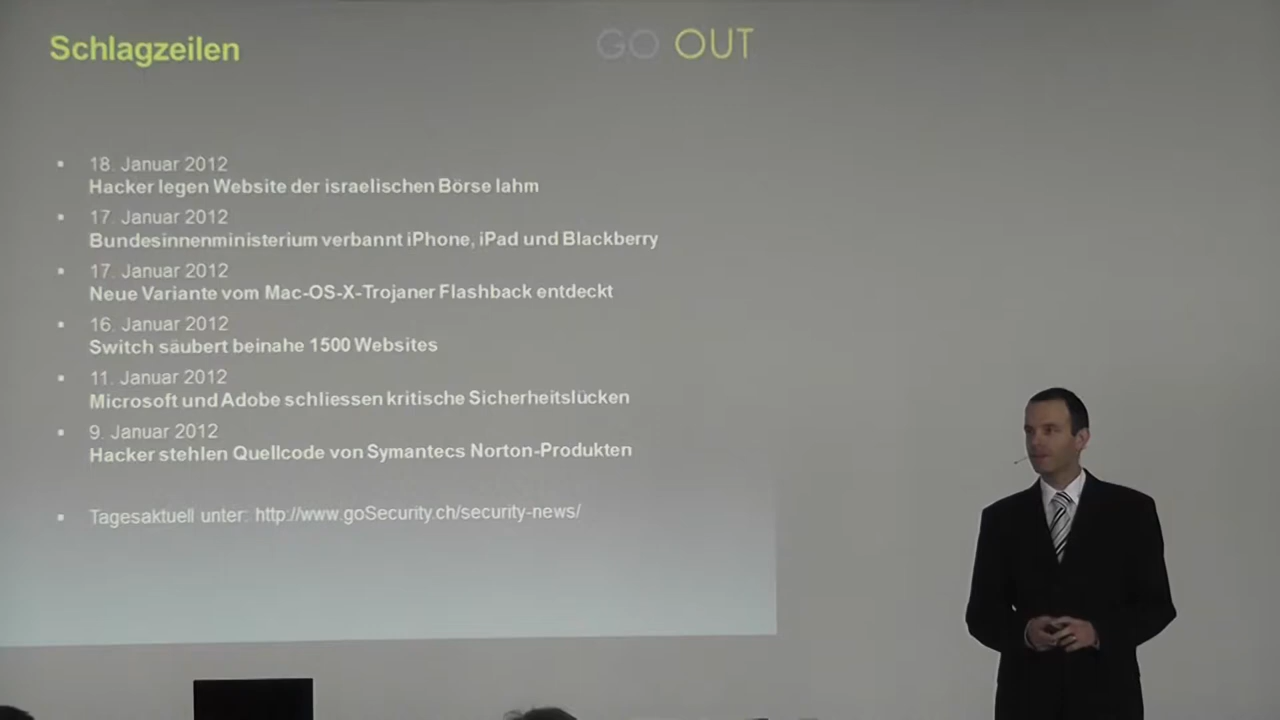 Schlagzeilen
GO OUT
18. Januar 2012
Hacker legen Website der israelischen Börse lahm
17. Januar 2012
Bundesinnenministerium verbannt iPhone, iPad und Blackberry
17. Januar 2012
Neue Variante vom Mac-OS-X-Trojaner Flashback entdeckt
16. Januar 2012
Switch säubert beinahe 1500 Websites
11. Januar 2012
Microsoft und Adobe schliessen kritische Sicherheitslücken
9. Januar 2012
Hacker stehlen Quellcode von Symantecs Norton-Produkten
Tagesaktuell unter: http://www.goSecurity.ch/security-news/